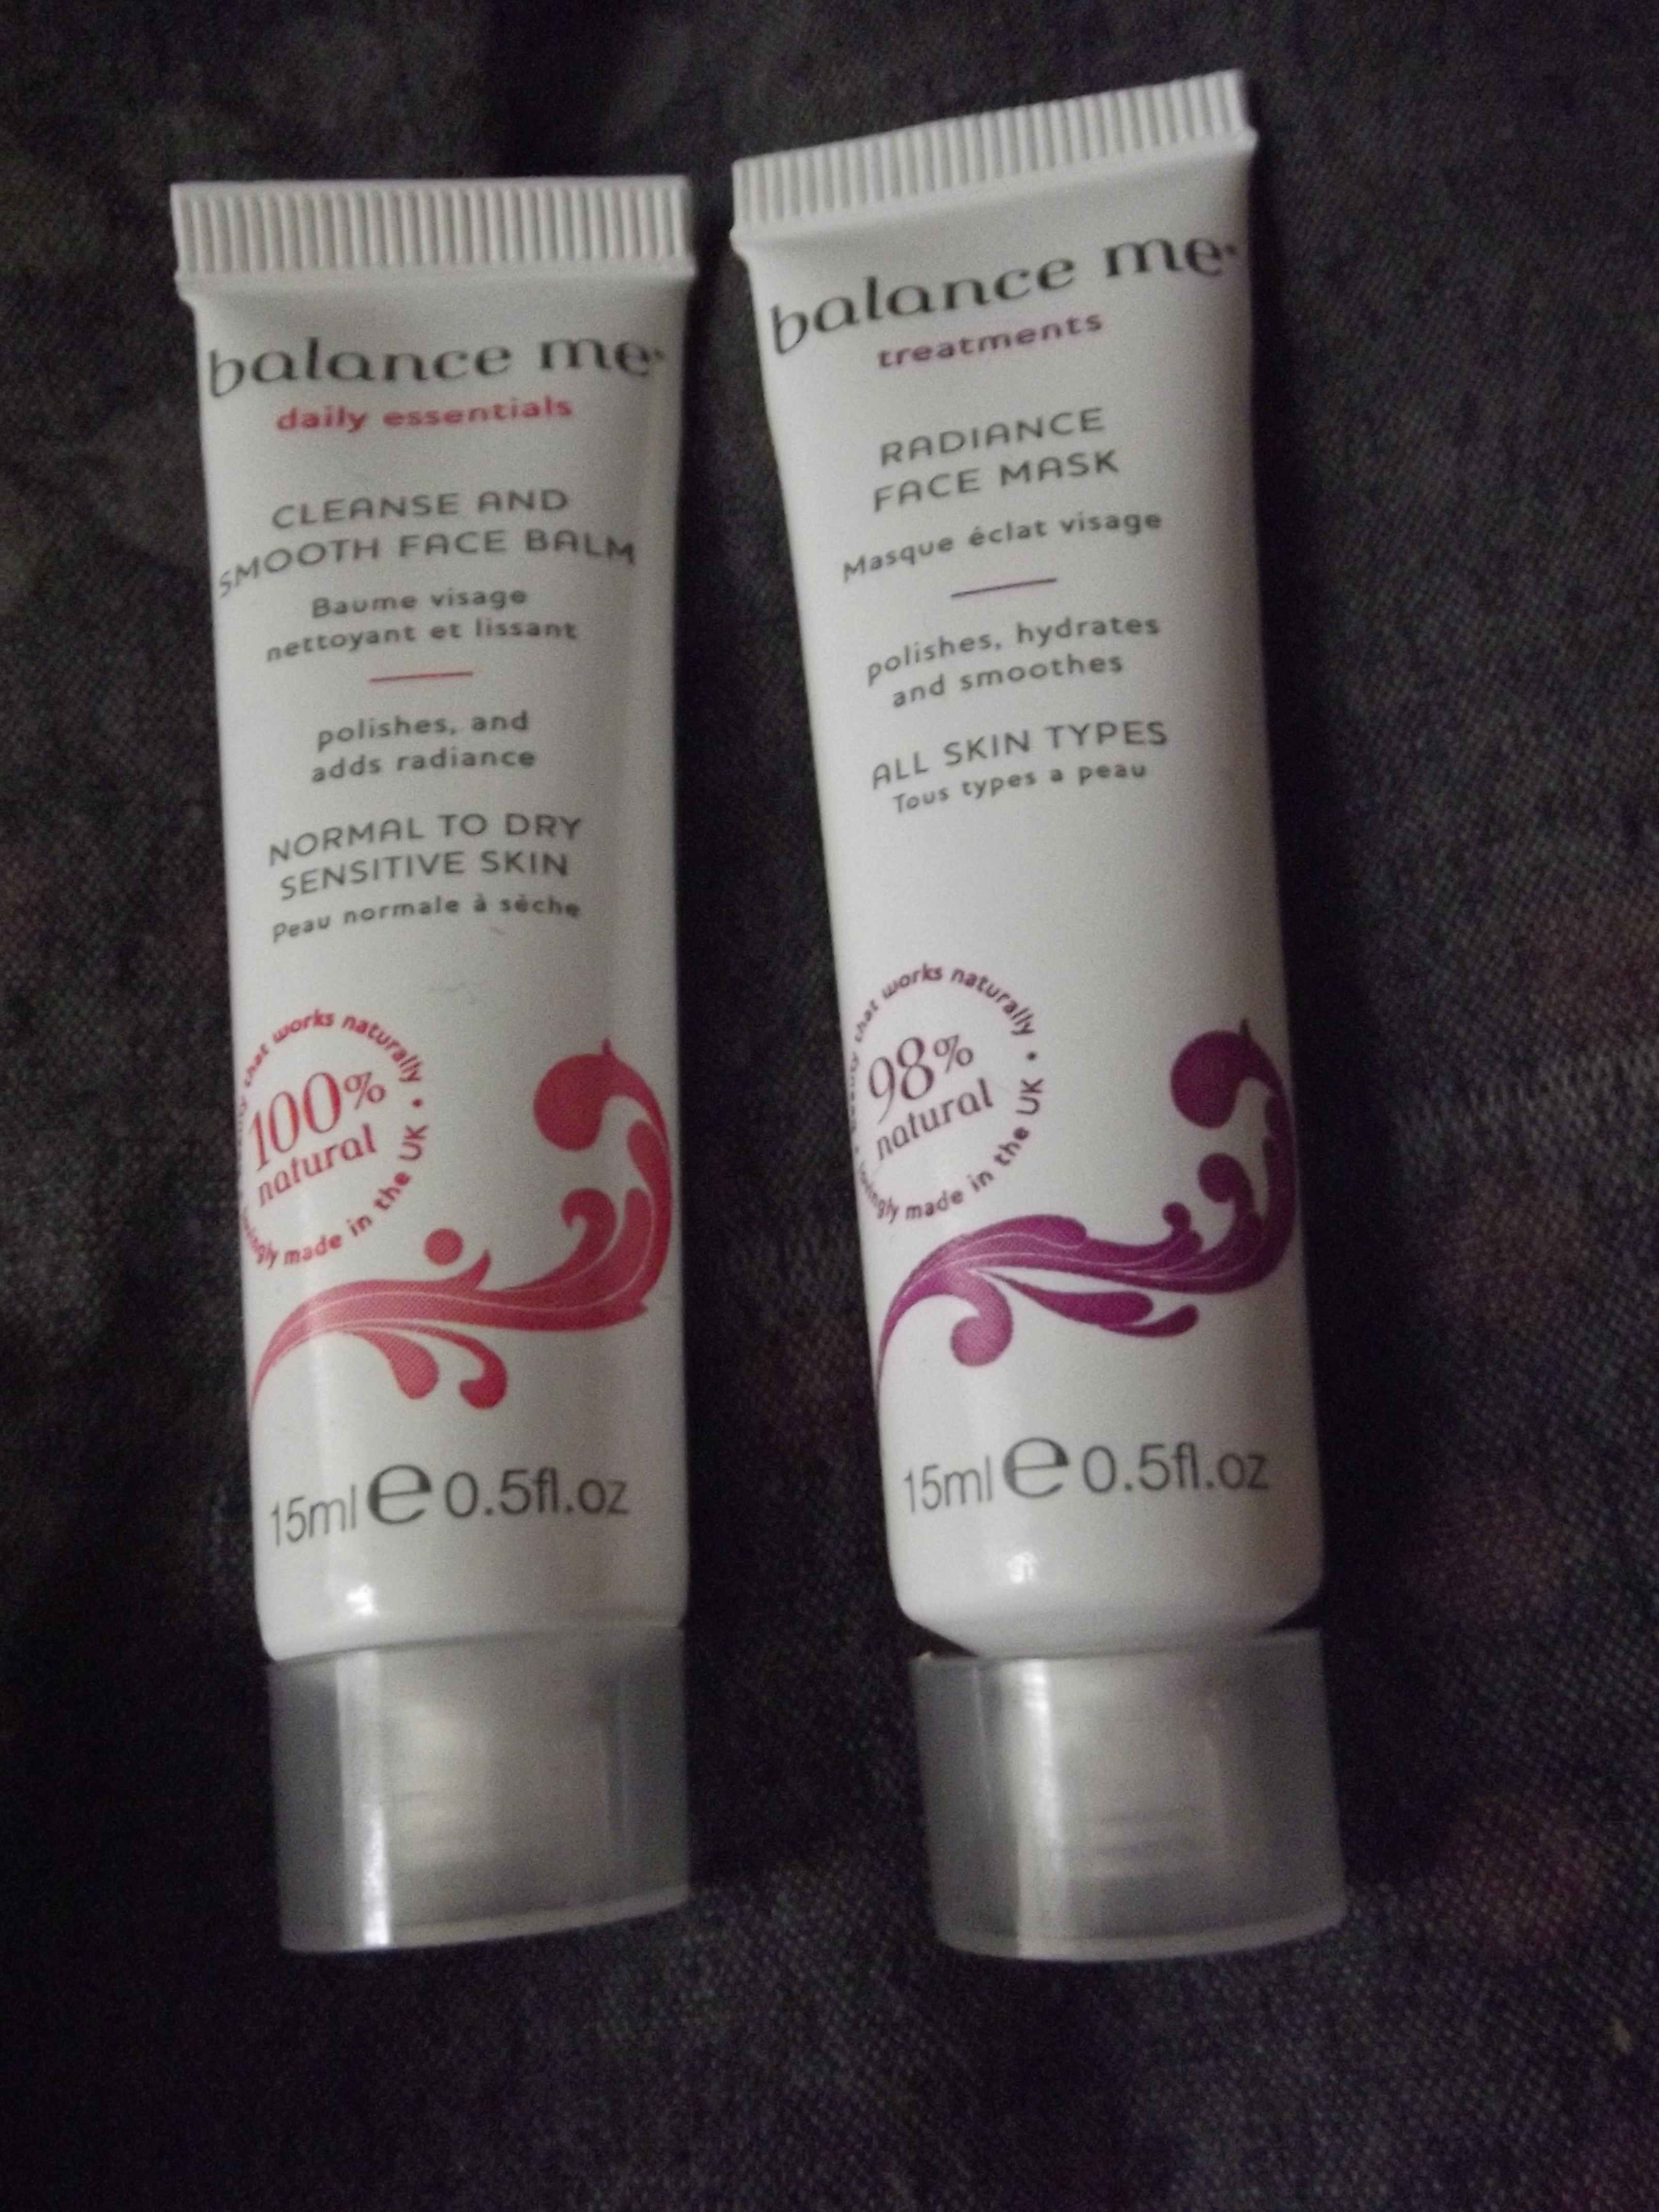 balance me
daily essentials
CLEANSE AND
SMOOTH FACE BALM
Baume visage
nettoyant et lissant
polishes, and
adds radiance
NORMAL TO DRY
SENSITIVE SKIN
Peau normale à sèche
that works naturally • made in the UK
100%
natural
15ml e 0.5fl.oz
balance me
treatments
RADIANCE
FACE MASK
Masque éclat visage
polishes, hydrates
and smoothes
ALL SKIN TYPES
Tous types a peau
that works naturally • made in the UK
98%
natural
15ml e 0.5fl.oz